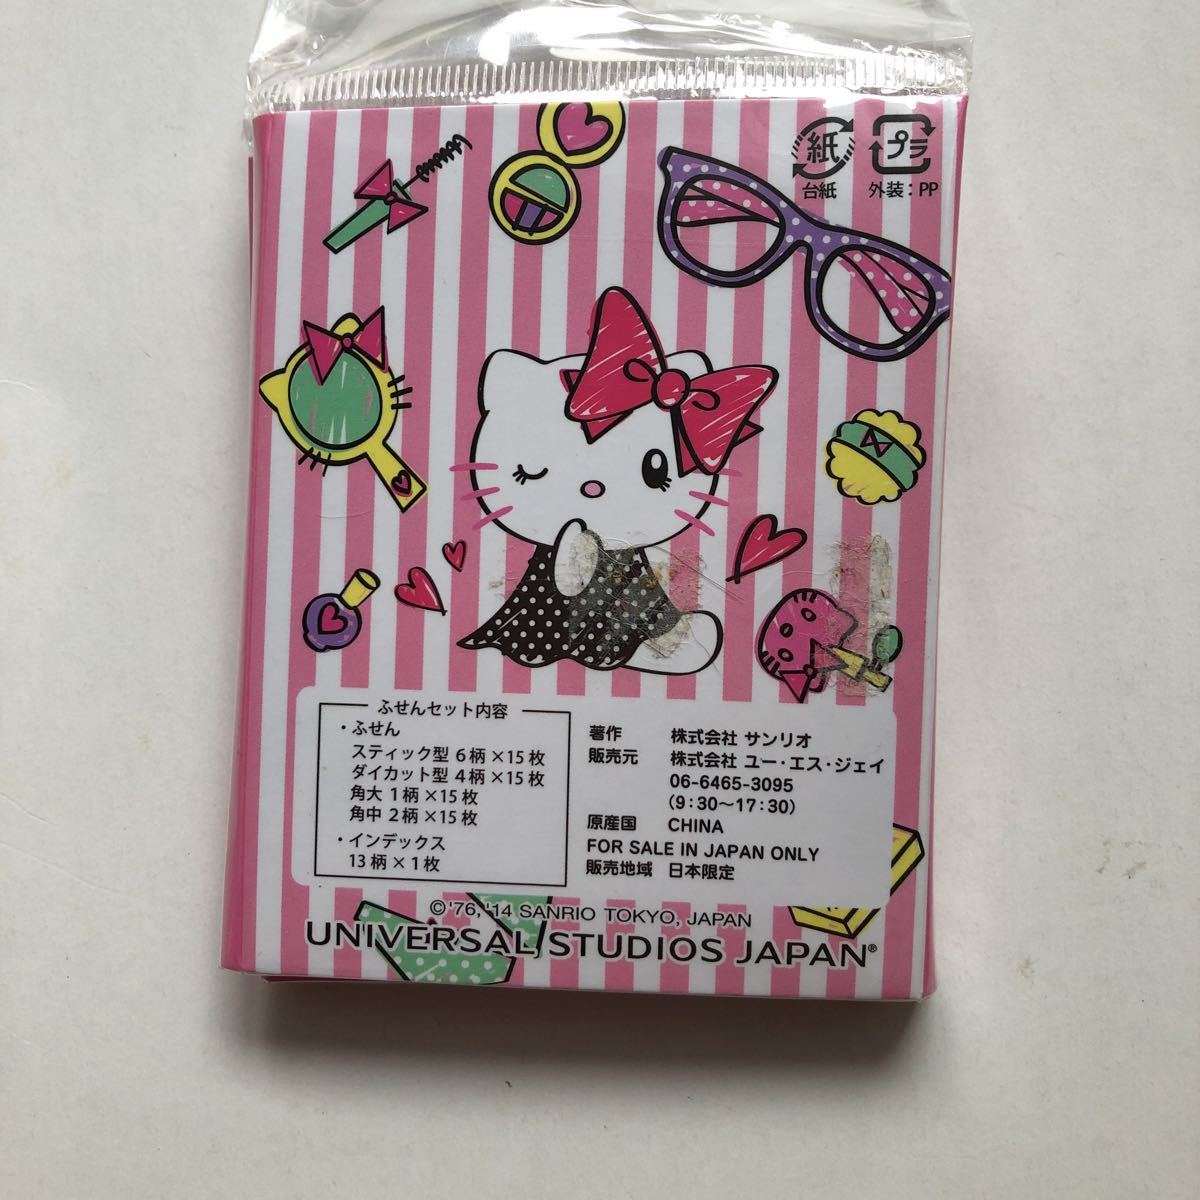 紙
台紙
プラ
外装：PP
ふせんセット内容
・ふせん
スティック型 6柄×15枚
ダイカット型 4柄×15枚
角大 1柄×15枚
角中 2柄×15枚
・インデックス
13柄×1枚
著作 株式会社 サンリオ
販売元 株式会社 ユー・エス・ジェイ
06-6465-3095
（9:30〜17:30）
原産国 CHINA
FOR SALE IN JAPAN ONLY
販売地域 日本限定
©'76, '14 SANRIO TOKYO, JAPAN
UNIVERSAL STUDIOS JAPAN®